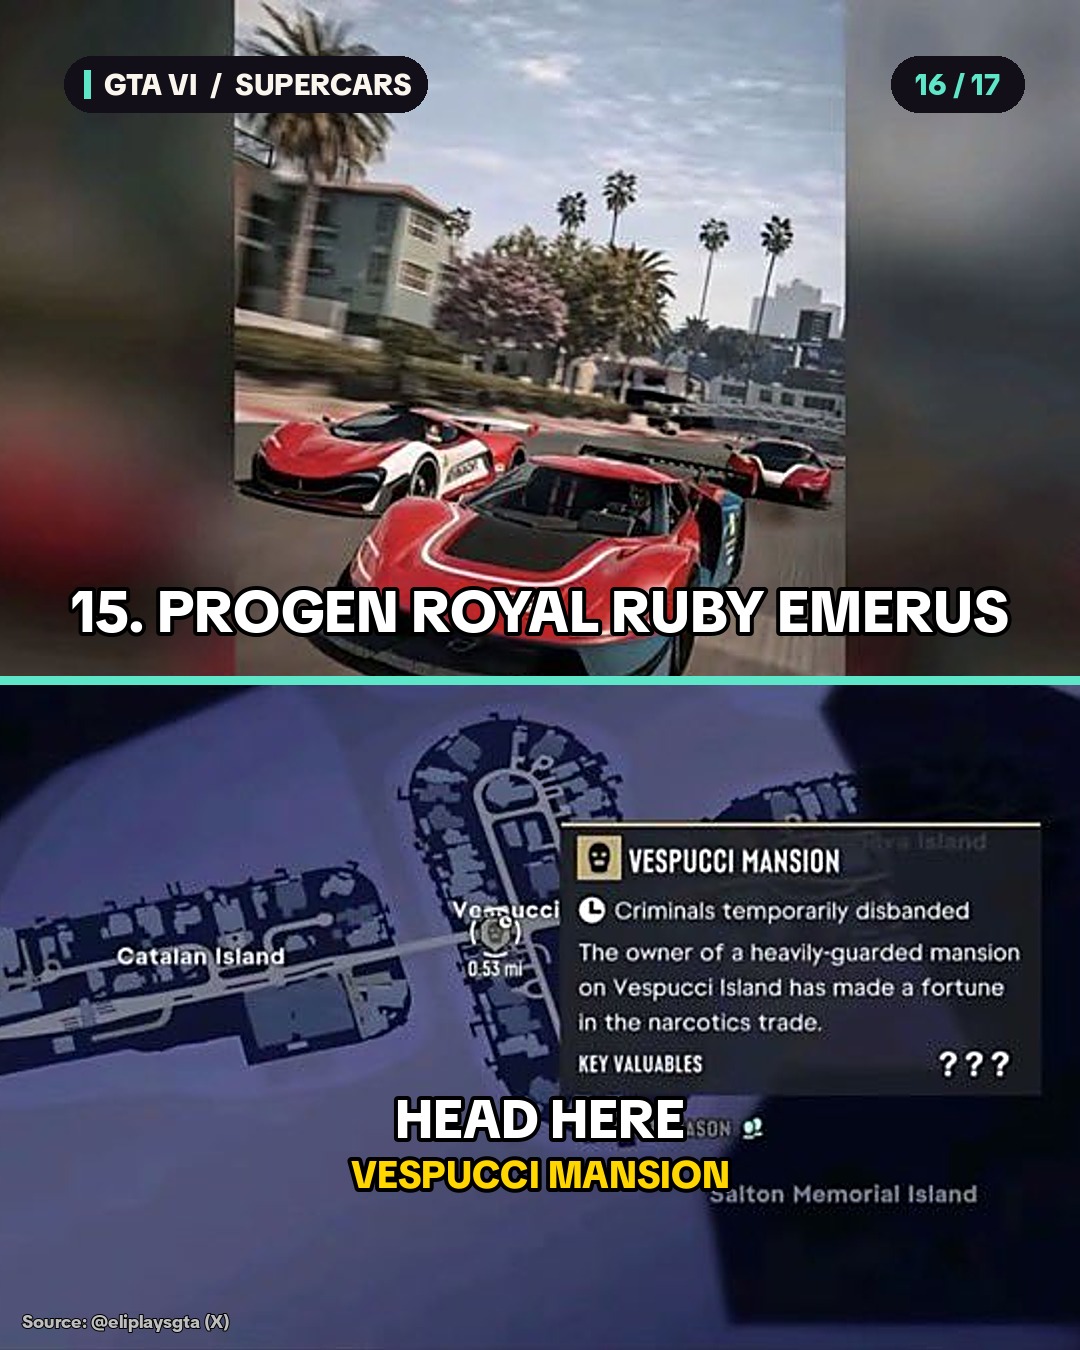 GTA VI / SUPERCARS
16 / 17
15. PROGEN ROYAL RUBY EMERUS
VESPUCCI MANSION
Criminals temporarily disbanded
The owner of a heavily-guarded mansion
on Vespucci Island has made a fortune
in the narcotics trade.
KEY VALUABLES
???
Catalan Island
0.53 mi
HEAD HERE
VESPUCCI MANSION
Salton Memorial Island
Source: @eliplaysgta (X)